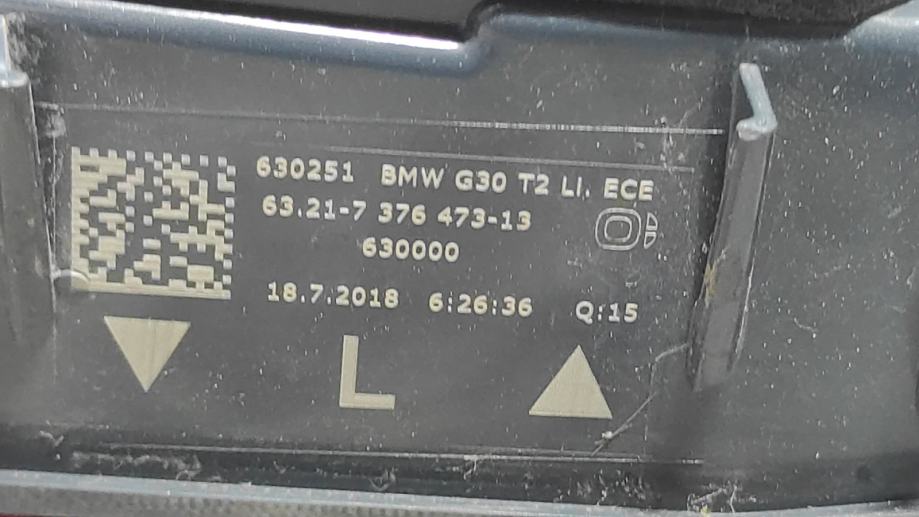 630251 BMW G30 T2 LI. ECE
63.21-7 376 473-13
630000
18.7.2018 6:26:36 Q:15
L